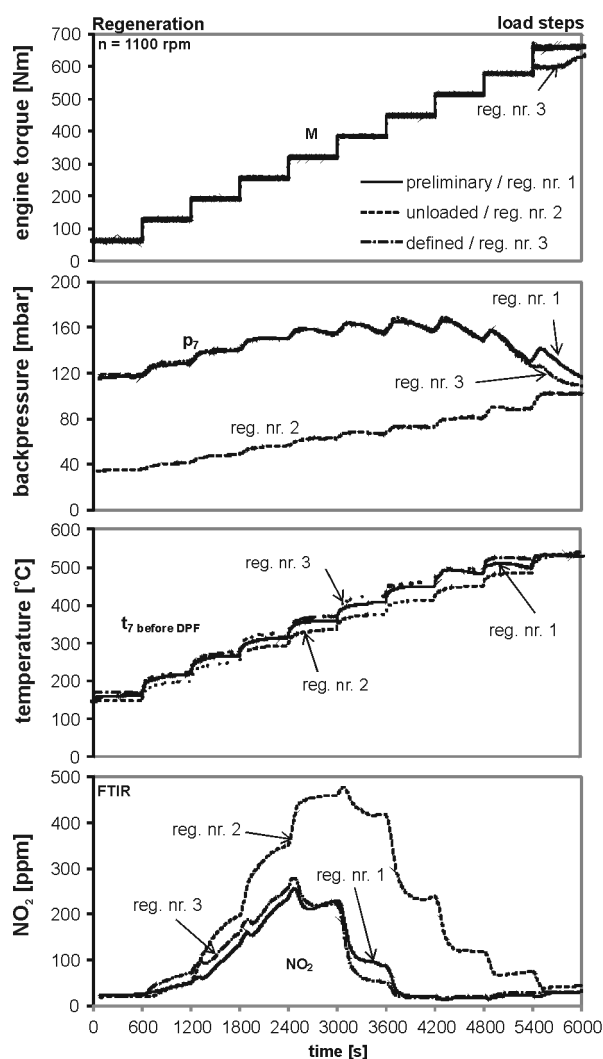 Regeneration load steps
n = 1100 rpm
engine torque [Nm]
700
600
500
400
300
200
100
0
M
reg. nr. 3
preliminary / reg. nr. 1
unloaded / reg. nr. 2
defined / reg. nr. 3
backpressure [mbar]
200
160
120
80
40
0
p7
reg. nr. 1
reg. nr. 3
reg. nr. 2
temperature [°C]
600
500
400
300
200
100
0
t7 before DPF
reg. nr. 3
reg. nr. 1
reg. nr. 2
NO2 [ppm]
500
400
300
200
100
0
FTIR
reg. nr. 2
reg. nr. 1
reg. nr. 3
NO2
0 600 1200 1800 2400 3000 3600 4200 4800 5400 6000
time [s]